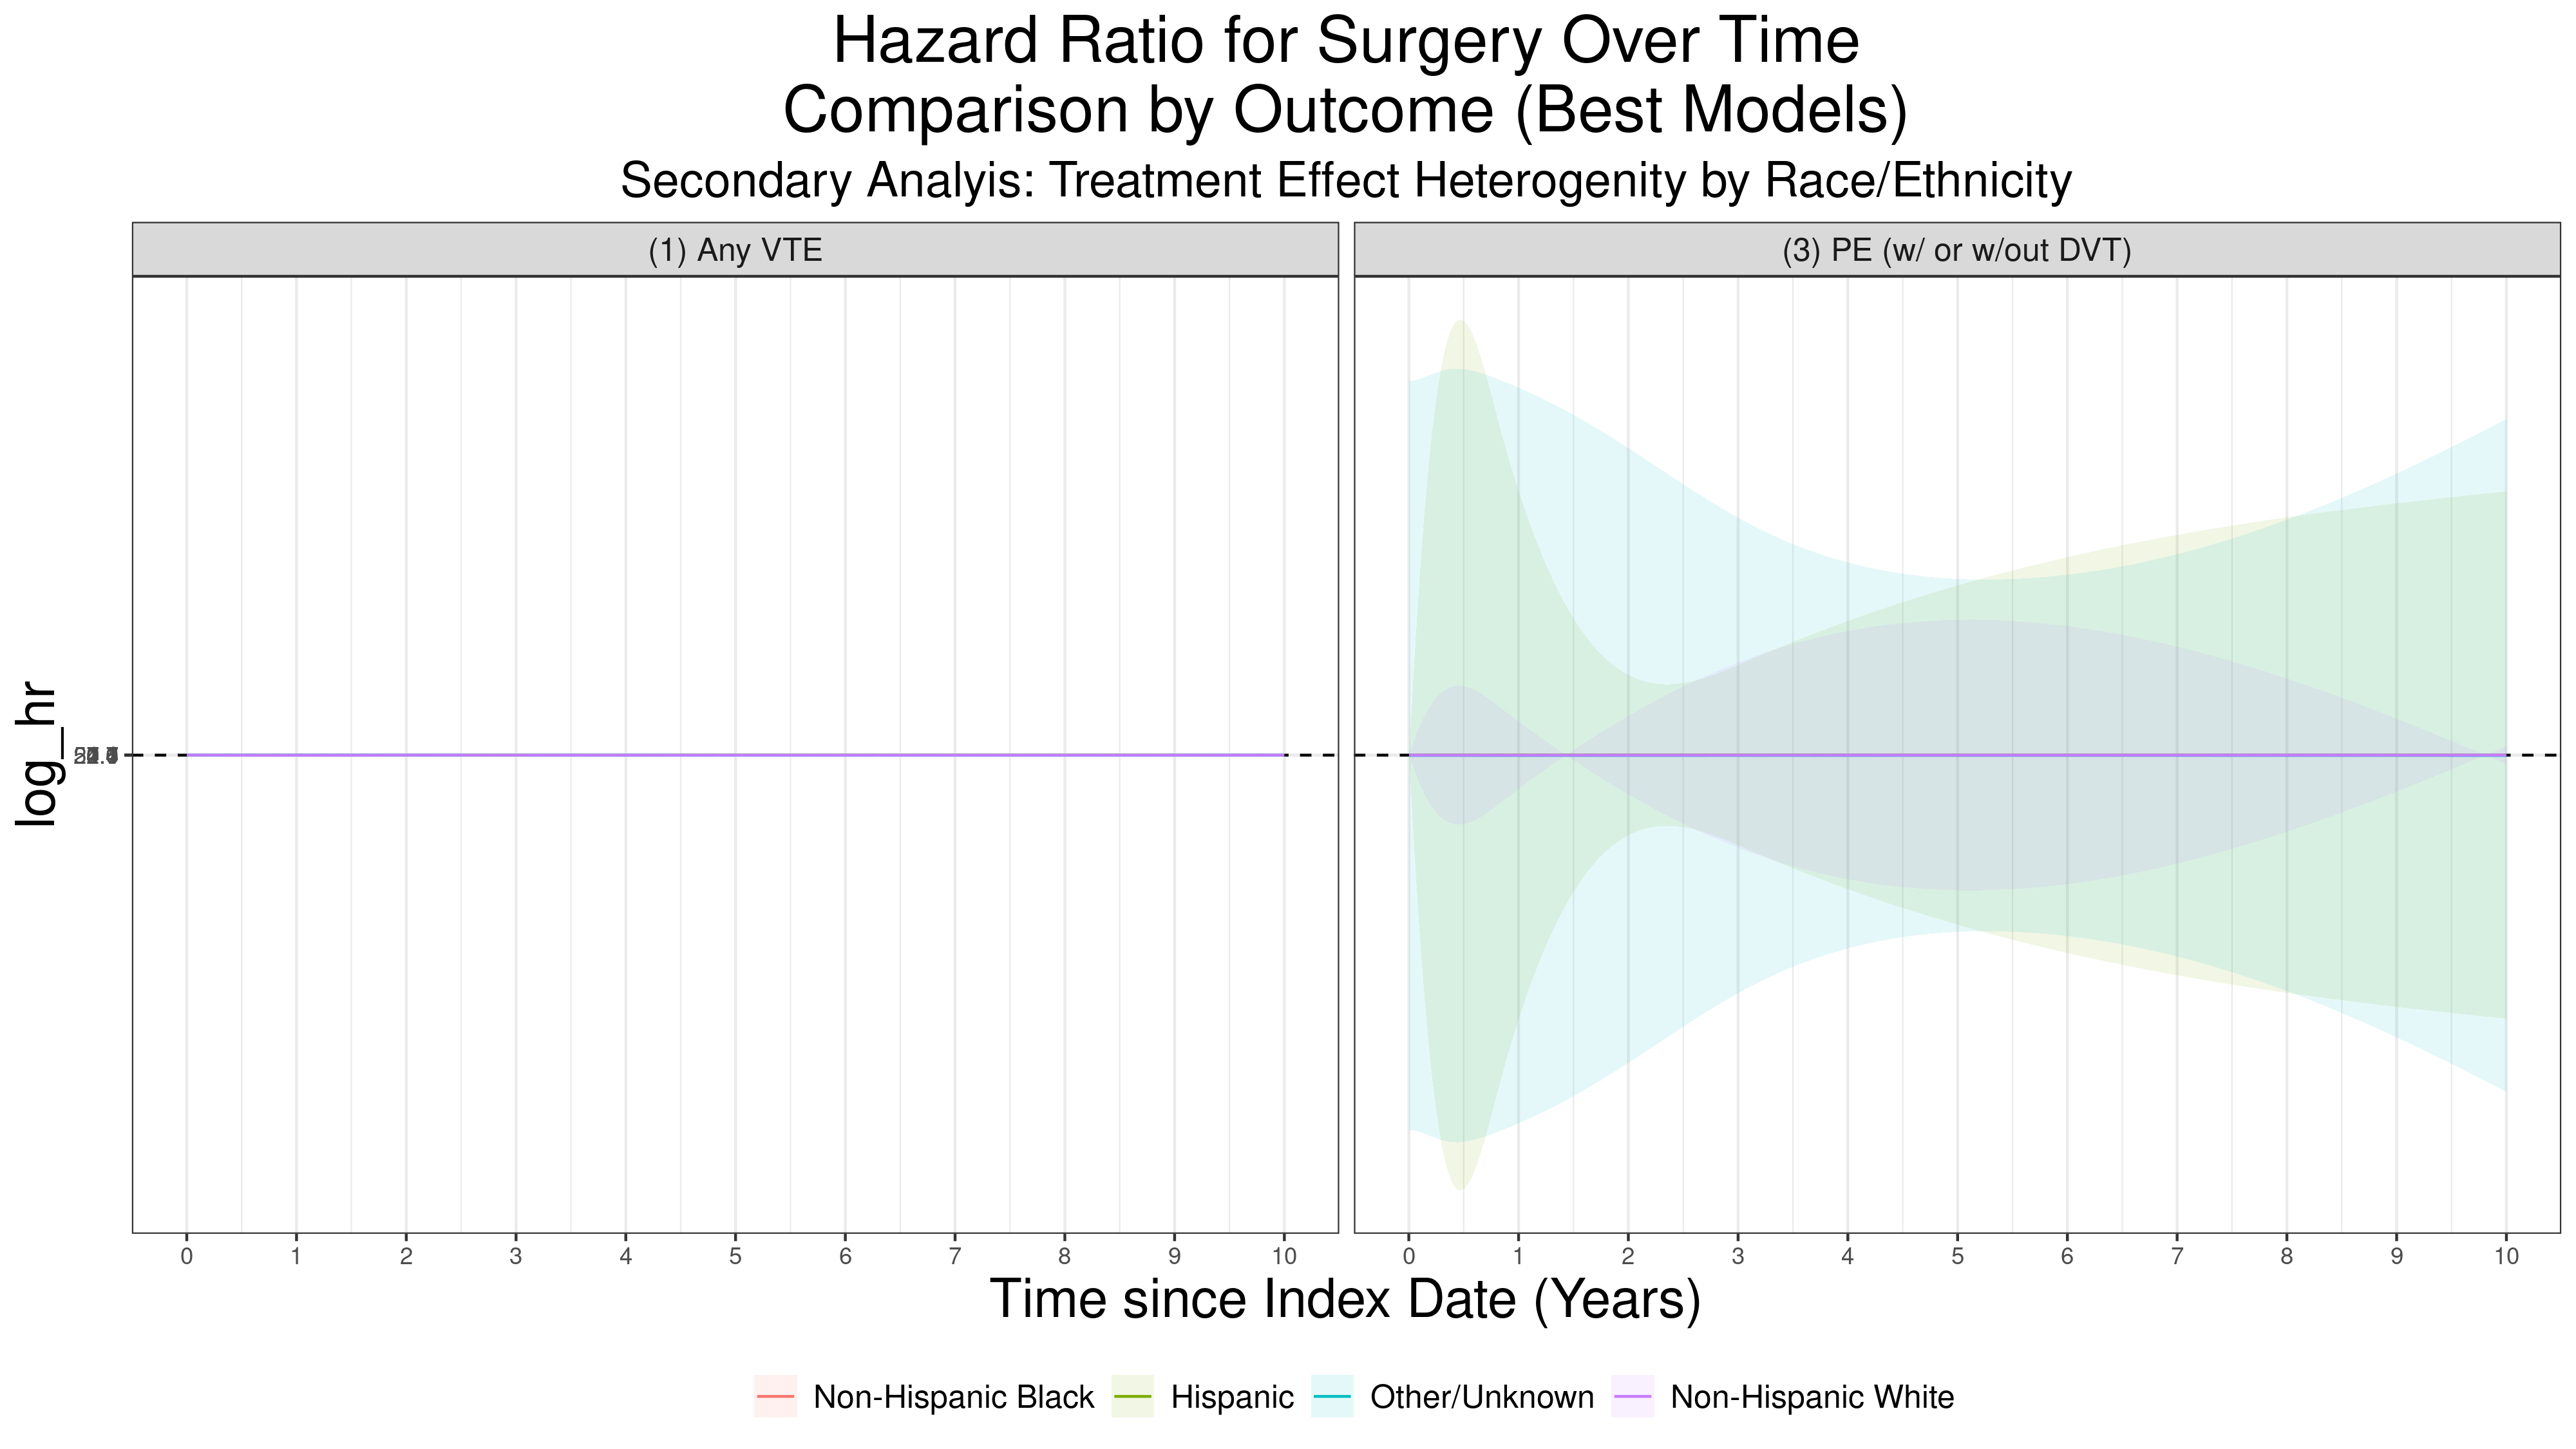 Hazard Ratio for Surgery Over Time
Comparison by Outcome (Best Models)
Secondary Analyis: Treatment Effect Heterogenity by Race/Ethnicity
(1) Any VTE
(3) PE (w/ or w/out DVT)
log_hr
0 1 2 3 4 5 6 7 8 9 10
0 1 2 3 4 5 6 7 8 9 10
Time since Index Date (Years)
Non-Hispanic Black Hispanic Other/Unknown Non-Hispanic White